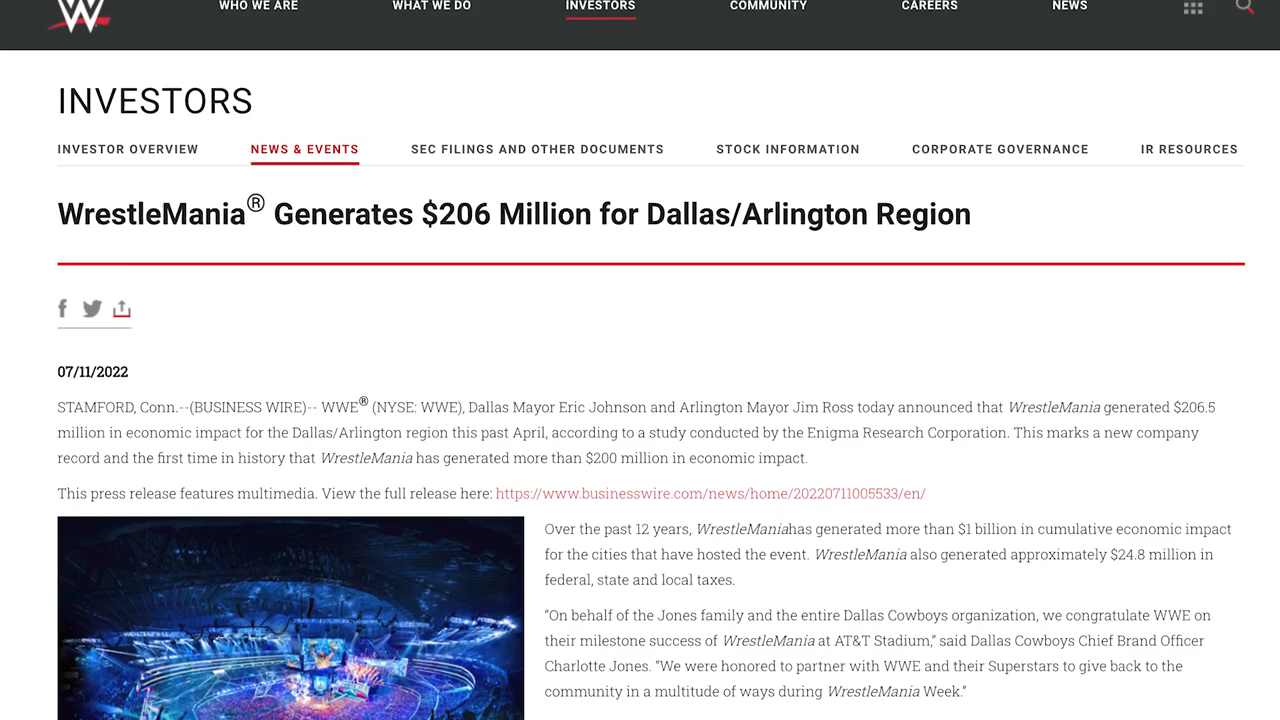 WHO WE ARE WHAT WE DO INVESTORS COMMUNITY CAREERS NEWS
INVESTORS
INVESTOR OVERVIEW NEWS & EVENTS SEC FILINGS AND OTHER DOCUMENTS STOCK INFORMATION CORPORATE GOVERNANCE IR RESOURCES
WrestleMania® Generates $206 Million for Dallas/Arlington Region
07/11/2022
STAMFORD, Conn.--(BUSINESS WIRE)-- WWE® (NYSE: WWE), Dallas Mayor Eric Johnson and Arlington Mayor Jim Ross today announced that WrestleMania generated $206.5
million in economic impact for the Dallas/Arlington region this past April, according to a study conducted by the Enigma Research Corporation. This marks a new company
record and the first time in history that WrestleMania has generated more than $200 million in economic impact.
This press release features multimedia. View the full release here: https://www.businesswire.com/news/home/20220711005533/en/
Over the past 12 years, WrestleManiahas generated more than $1 billion in cumulative economic impact
for the cities that have hosted the event. WrestleMania also generated approximately $24.8 million in
federal, state and local taxes.
“On behalf of the Jones family and the entire Dallas Cowboys organization, we congratulate WWE on
their milestone success of WrestleMania at AT&T Stadium,” said Dallas Cowboys Chief Brand Officer
Charlotte Jones. “We were honored to partner with WWE and their Superstars to give back to the
community in a multitude of ways during WrestleMania Week.”